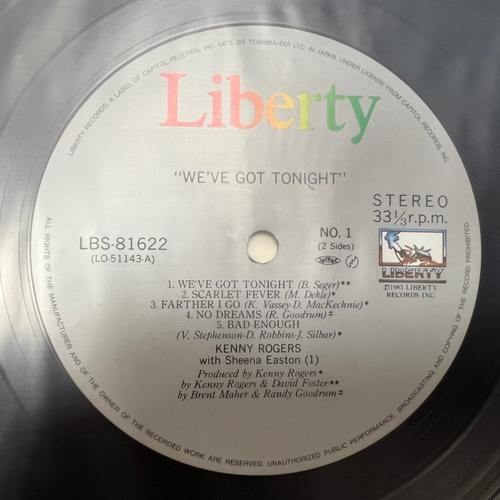 LIBERTY RECORDS, A LABEL OF CAPITOL RECORDS, INC. MFD. BY TOSHIBA-EMI LTD. IN JAPAN. UNDER LICENSE FROM CAPITOL RECORDS, INC.
Liberty
"WE'VE GOT TONIGHT"
STEREO
33 1/3 r.p.m.
LBS-81622
(LO-51143-A)
NO. 1
(2 Sides)
LIBERTY
℗1983 LIBERTY
RECORDS INC.
1. WE'VE GOT TONIGHT (B. Seger)**
2. SCARLET FEVER (M. Dekle)*
3. FARTHER I GO (K. Vassey-D. MacKechnie)*
4. NO DREAMS (R. Goodrum)#
5. BAD ENOUGH
(V. Stephenson-D. Robbins-J. Silbar)*
KENNY ROGERS
with Sheena Easton (1)
Produced by Kenny Rogers*
by Kenny Rogers & David Foster**
by Brent Maher & Randy Goodrum#
ALL RIGHTS OF THE MANUFACTURER AND OF THE OWNER OF THE RECORDED WORK ARE RESERVED. UNAUTHORIZED PUBLIC PERFORMANCE, BROADCASTING AND COPYING OF THIS RECORD PROHIBITED.